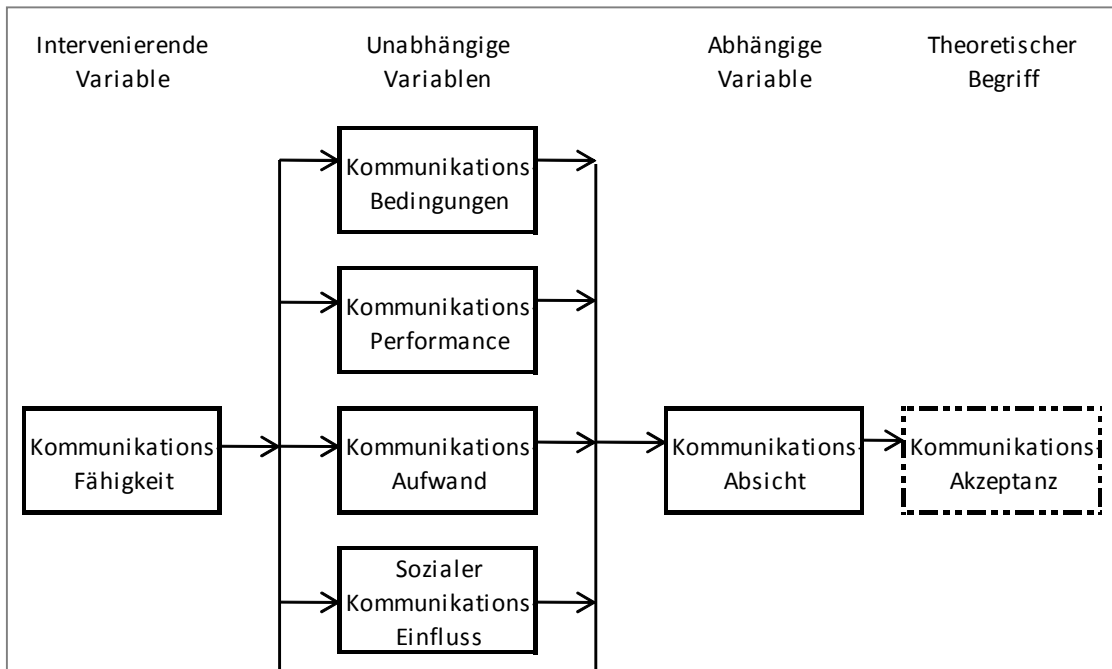 Intervenierende
Variable
Unabhängige
Variablen
Abhängige
Variable
Theoretischer
Begriff
Kommunikations-
Bedingungen
Kommunikations-
Performance
Kommunikations-
Fähigkeit
Kommunikations-
Aufwand
Kommunikations-
Absicht
Kommunikations-
Akzeptanz
Sozialer
Kommunikations-
Einfluss